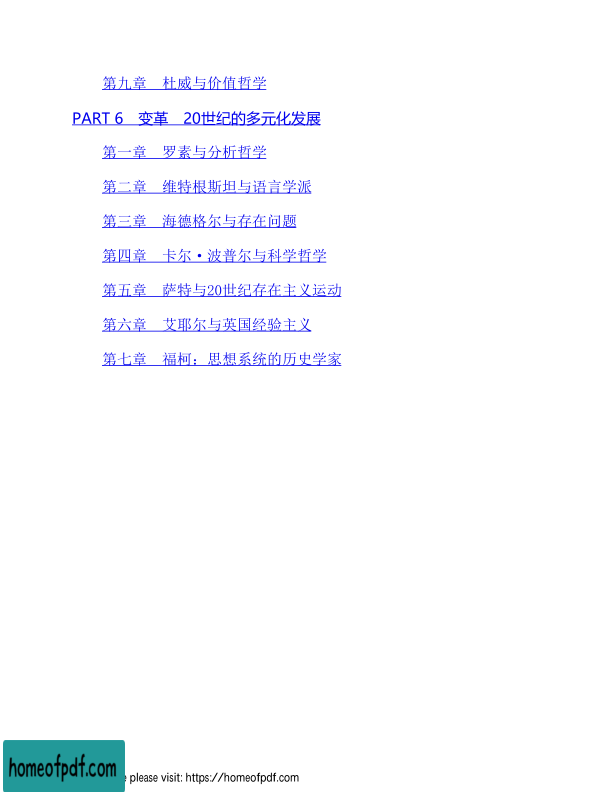 第九章　杜威与价值哲学
PART 6　变革　20世纪的多元化发展
第一章　罗素与分析哲学
第二章　维特根斯坦与语言学派
第三章　海德格尔与存在问题
第四章　卡尔·波普尔与科学哲学
第五章　萨特与20世纪存在主义运动
第六章　艾耶尔与英国经验主义
第七章　福柯：思想系统的历史学家
homeofpdf.com
please visit: https://homeofpdf.com